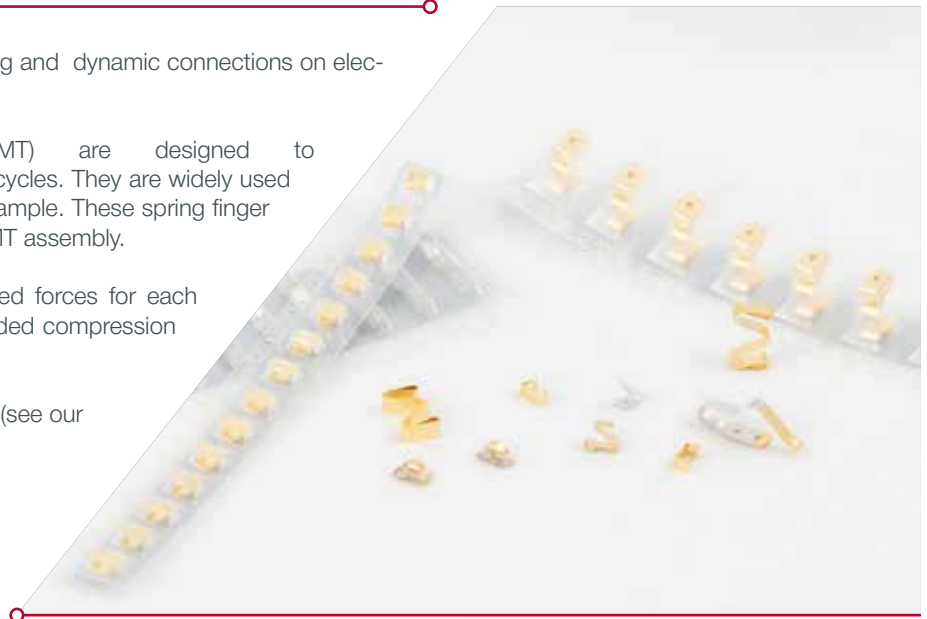 g and dynamic connections on elec-
MT) are designed to
cycles. They are widely used
ample. These spring finger
MT assembly.
ed forces for each
ded compression
(see our